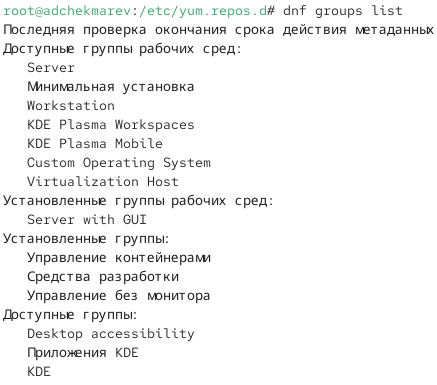 root@adchekmarev:/etc/yum.repos.d# dnf groups list
Последняя проверка окончания срока действия метаданных
Доступные группы рабочих сред:
Server
Минимальная установка
Workstation
KDE Plasma Workspaces
KDE Plasma Mobile
Custom Operating System
Virtualization Host
Установленные группы рабочих сред:
Server with GUI
Установленные группы:
Управление контейнерами
Средства разработки
Управление без монитора
Доступные группы:
Desktop accessibility
Приложения KDE
KDE